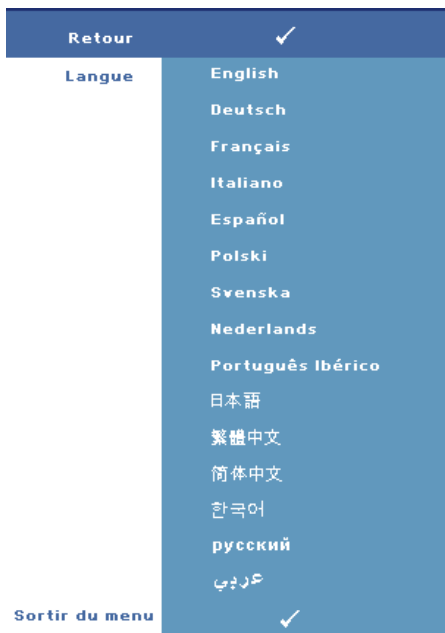 Retour ✓
Langue English
Deutsch
Français
Italiano
Español
Polski
Svenska
Nederlands
Português Ibérico
日本語
繁體中文
简体中文
한국어
русский
عربي
Sortir du menu ✓